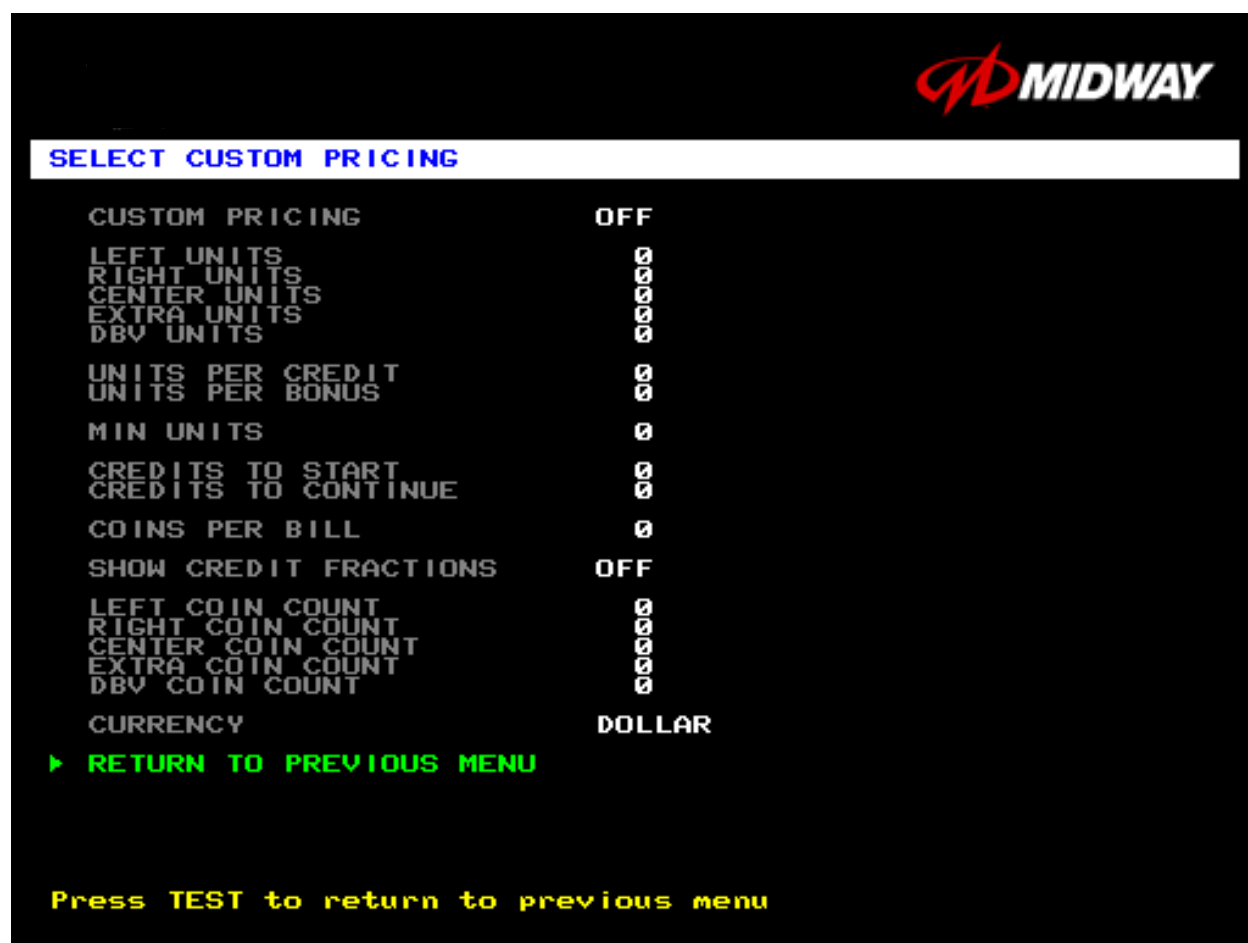 MIDWAY
SELECT CUSTOM PRICING
CUSTOM PRICING OFF
LEFT UNITS 0
RIGHT UNITS 0
CENTER UNITS 0
EXTRA UNITS 0
DBV UNITS 0
UNITS PER CREDIT 0
UNITS PER BONUS 0
MIN UNITS 0
CREDITS TO START 0
CREDITS TO CONTINUE 0
COINS PER BILL 0
SHOW CREDIT FRACTIONS OFF
LEFT COIN COUNT 0
RIGHT COIN COUNT 0
CENTER COIN COUNT 0
EXTRA COIN COUNT 0
DBV COIN COUNT 0
CURRENCY DOLLAR
RETURN TO PREVIOUS MENU
Press TEST to return to previous menu